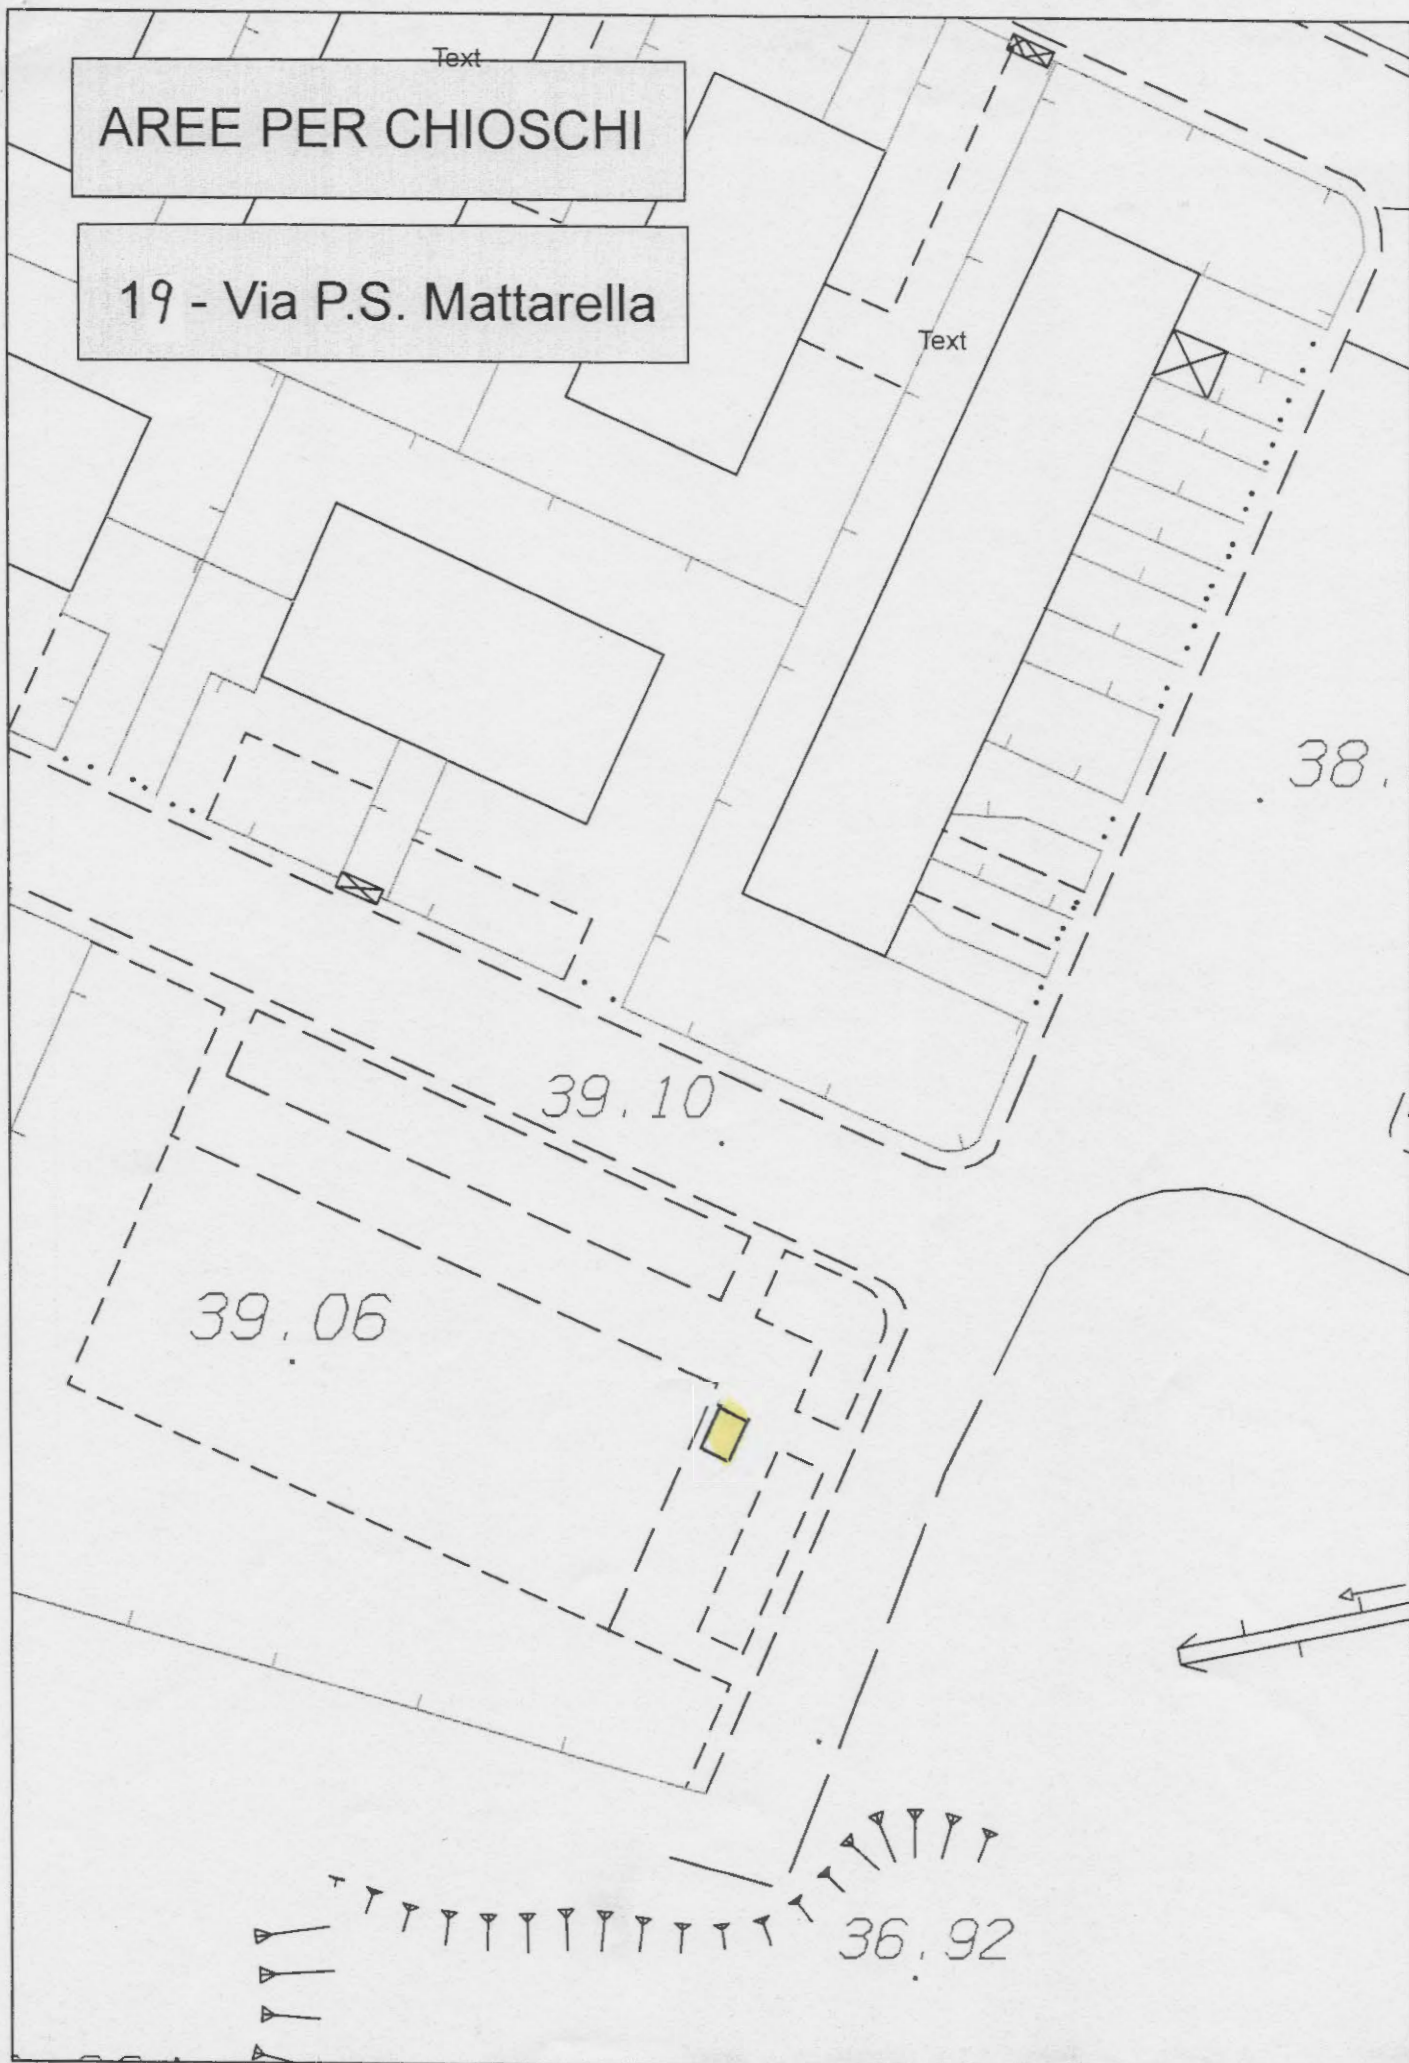 Text
AREE PER CHIOSCHI
19 - Via P.S. Mattarella
Text
38.
39.10
39.06
36.92